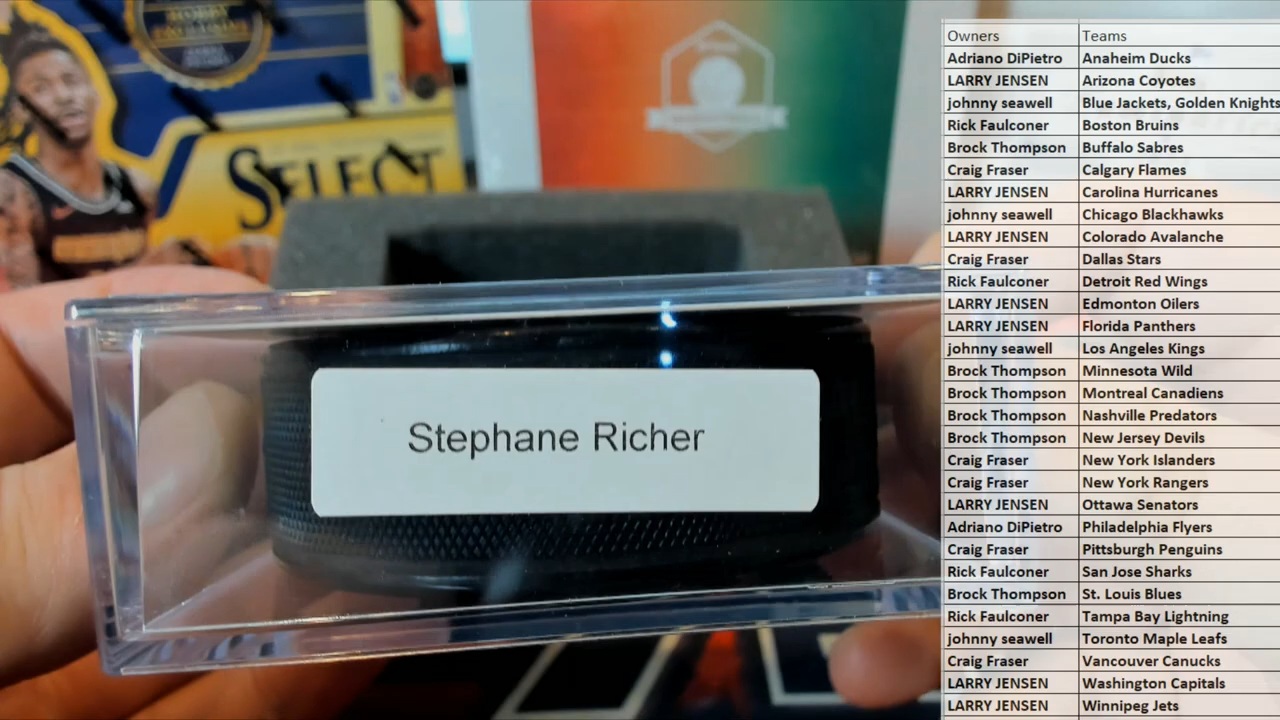 SELECT
Stephane Richer
Owners Teams
Adriano DiPietro Anaheim Ducks
LARRY JENSEN Arizona Coyotes
johnny seawell Blue Jackets, Golden Knights
Rick Faulconer Boston Bruins
Brock Thompson Buffalo Sabres
Craig Fraser Calgary Flames
LARRY JENSEN Carolina Hurricanes
johnny seawell Chicago Blackhawks
LARRY JENSEN Colorado Avalanche
Craig Fraser Dallas Stars
Rick Faulconer Detroit Red Wings
LARRY JENSEN Edmonton Oilers
LARRY JENSEN Florida Panthers
johnny seawell Los Angeles Kings
Brock Thompson Minnesota Wild
Brock Thompson Montreal Canadiens
Brock Thompson Nashville Predators
Brock Thompson New Jersey Devils
Craig Fraser New York Islanders
Craig Fraser New York Rangers
LARRY JENSEN Ottawa Senators
Adriano DiPietro Philadelphia Flyers
Craig Fraser Pittsburgh Penguins
Rick Faulconer San Jose Sharks
Brock Thompson St. Louis Blues
Rick Faulconer Tampa Bay Lightning
johnny seawell Toronto Maple Leafs
Craig Fraser Vancouver Canucks
LARRY JENSEN Washington Capitals
LARRY JENSEN Winnipeg Jets